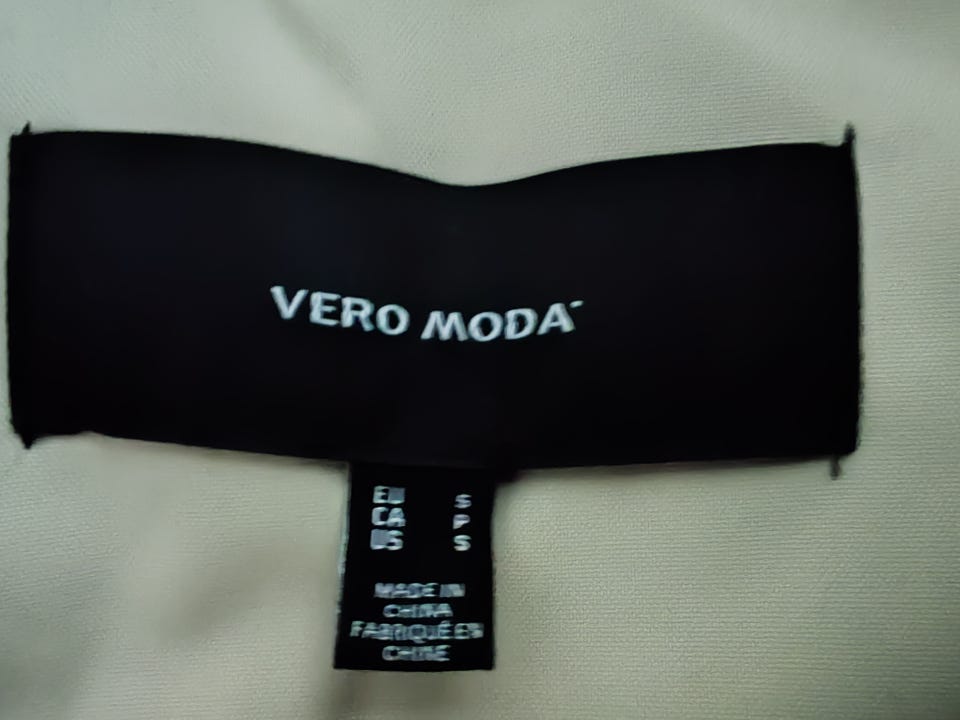 VERO MODA
EU S
CA P
US S
MADE IN
CHINA
FABRIQUÉ EN
CHINE